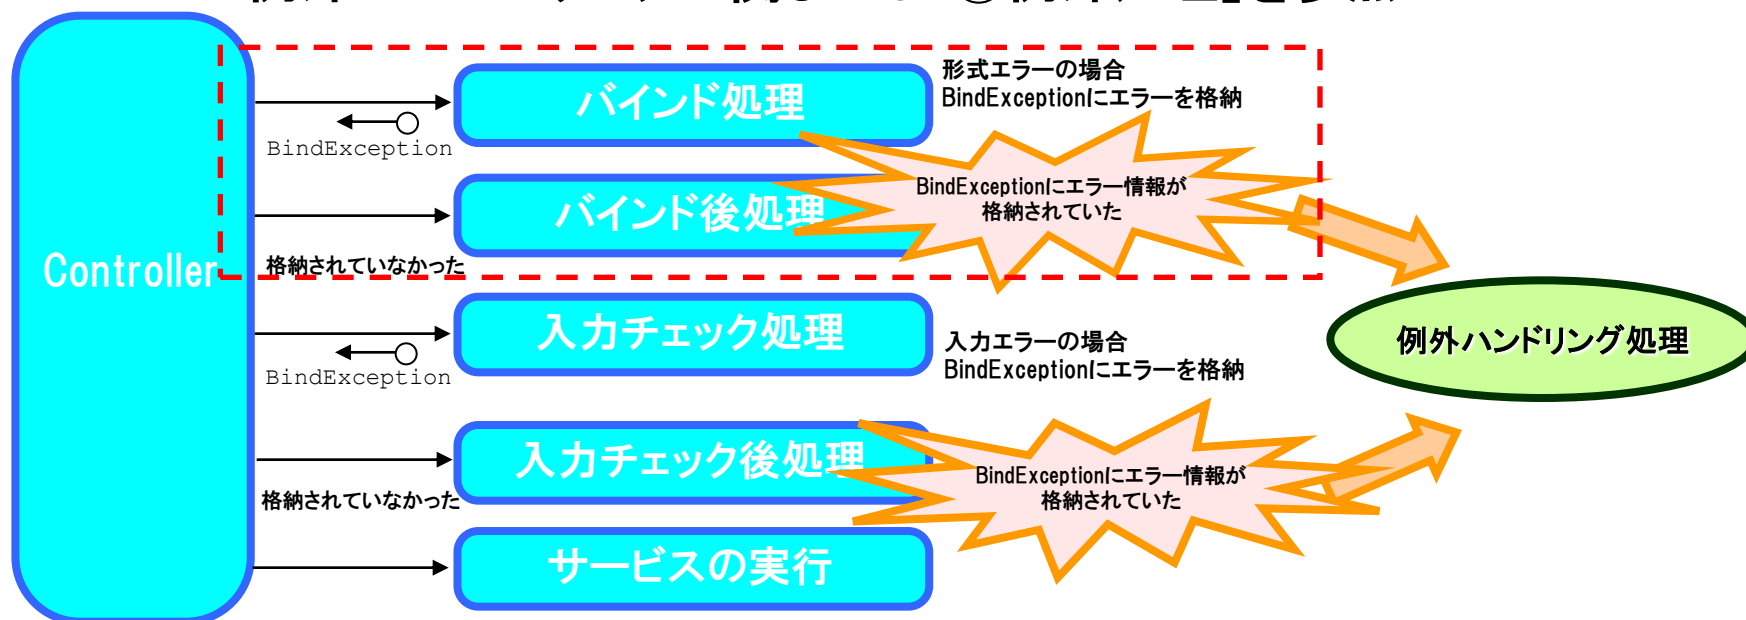 Controller
バインド処理
形式エラーの場合
BindExceptionにエラーを格納
BindException
バインド後処理
BindExceptionにエラー情報が
格納されていた
格納されていなかった
入力チェック処理
入力エラーの場合
BindExceptionにエラーを格納
BindException
例外ハンドリング処理
入力チェック後処理
BindExceptionにエラー情報が
格納されていた
格納されていなかった
サービスの実行